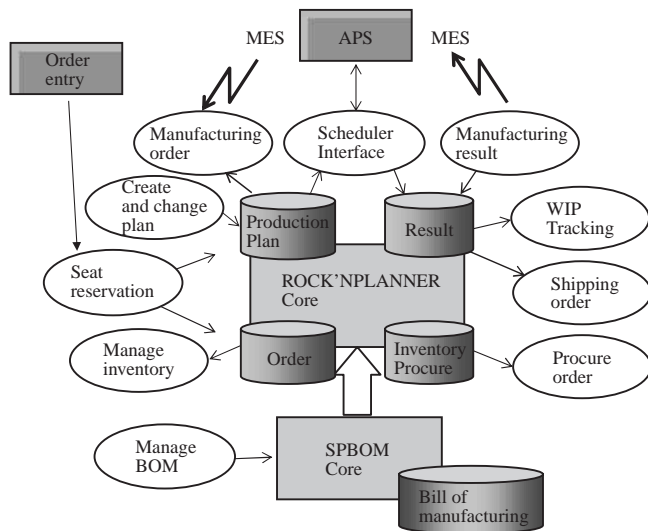 MES
APS
MES
Order
entry
Manufacturing
order
Scheduler
Interface
Manufacturing
result
Create
and change
plan
Production
Plan
Result
WIP
Tracking
Seat
reservation
ROCK'NPLANNER
Core
Shipping
order
Manage
inventory
Order
Inventory
Procure
Procure
order
Manage
BOM
SPBOM
Core
Bill of
manufacturing